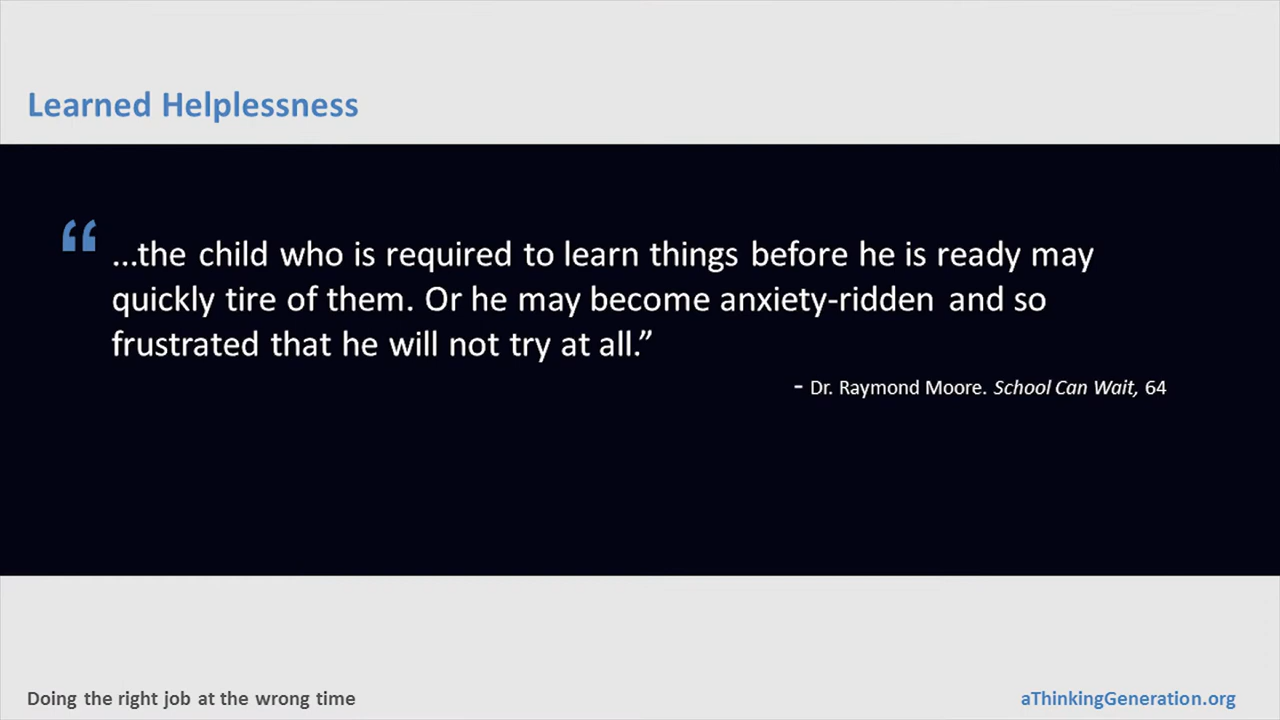 Learned Helplessness
“ ...the child who is required to learn things before he is ready may
quickly tire of them. Or he may become anxiety-ridden and so
frustrated that he will not try at all.”
- Dr. Raymond Moore. School Can Wait, 64
Doing the right job at the wrong time
aThinkingGeneration.org